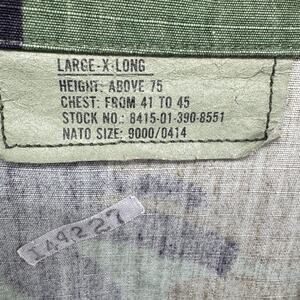 LARGE-X-LONG
HEIGHT: ABOVE 75
CHEST: FROM 41 TO 45
STOCK NO.: 8415-01-390-8551
NATO SIZE: 9000/0414
IA9227